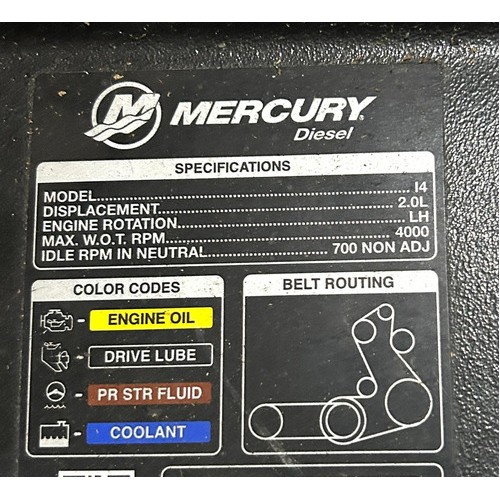 MERCURY
Diesel
SPECIFICATIONS
MODEL..........I4
DISPLACEMENT..........2.0L
ENGINE ROTATION..........LH
MAX. W.O.T. RPM..........4000
IDLE RPM IN NEUTRAL..........700 NON ADJ
COLOR CODES
- ENGINE OIL
- DRIVE LUBE
- PR STR FLUID
- COOLANT
BELT ROUTING